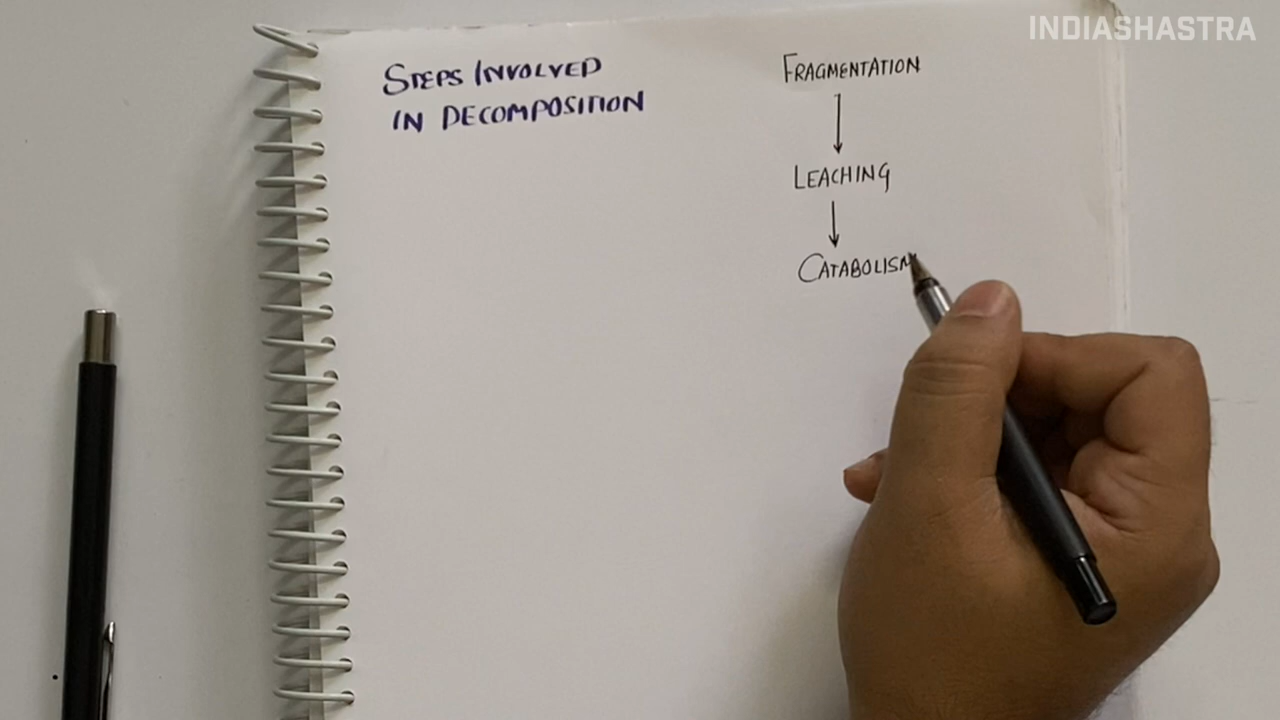 STEPS INVOLVED
IN DECOMPOSITION
FRAGMENTATION
LEACHING
CATABOLISM
INDIASHASTRA